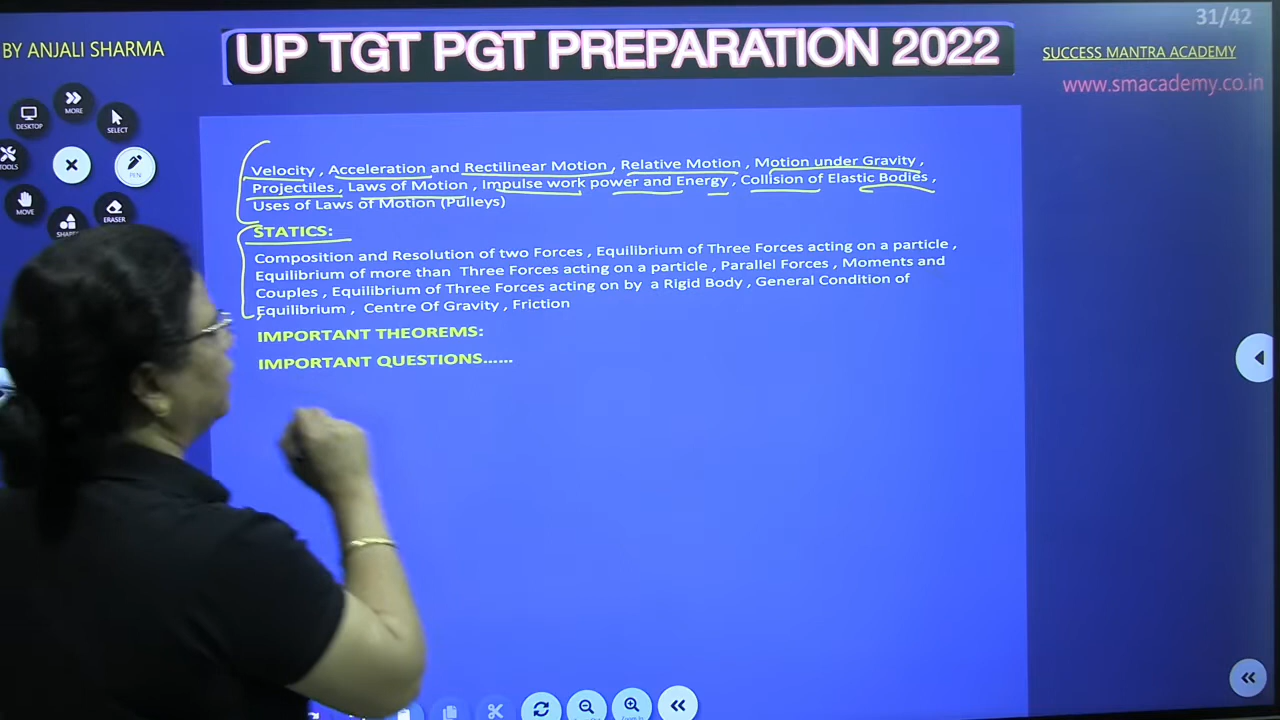 31/42
BY ANJALI SHARMA
UP TGT PGT PREPARATION 2022
SUCCESS MANTRA ACADEMY
www.smacademy.co.in
MORE
DESKTOP
SELECT
TOOLS
PEN
MOVE
ERASER
Velocity , Acceleration and Rectilinear Motion , Relative Motion , Motion under Gravity ,
Projectiles , Laws of Motion , Impulse work power and Energy , Collision of Elastic Bodies ,
Uses of Laws of Motion (Pulleys)
STATICS:
Composition and Resolution of two Forces , Equilibrium of Three Forces acting on a particle ,
Equilibrium of more than Three Forces acting on a particle , Parallel Forces , Moments and
Couples , Equilibrium of Three Forces acting on by a Rigid Body , General Condition of
Equilibrium , Centre Of Gravity , Friction
IMPORTANT THEOREMS:
IMPORTANT QUESTIONS......